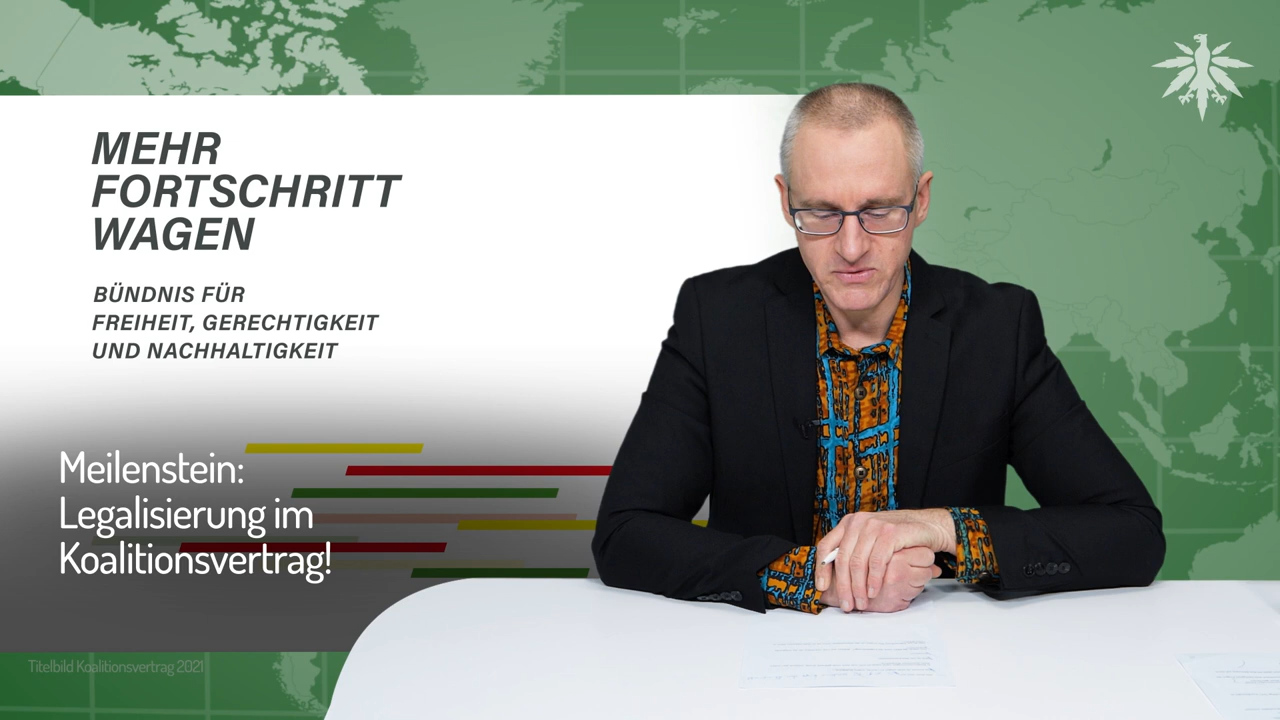 MEHR
FORTSCHRITT
WAGEN
BÜNDNIS FÜR
FREIHEIT, GERECHTIGKEIT
UND NACHHALTIGKEIT
Meilenstein:
Legalisierung im
Koalitionsvertrag!
Titelbild Koalitionsvertrag 2021